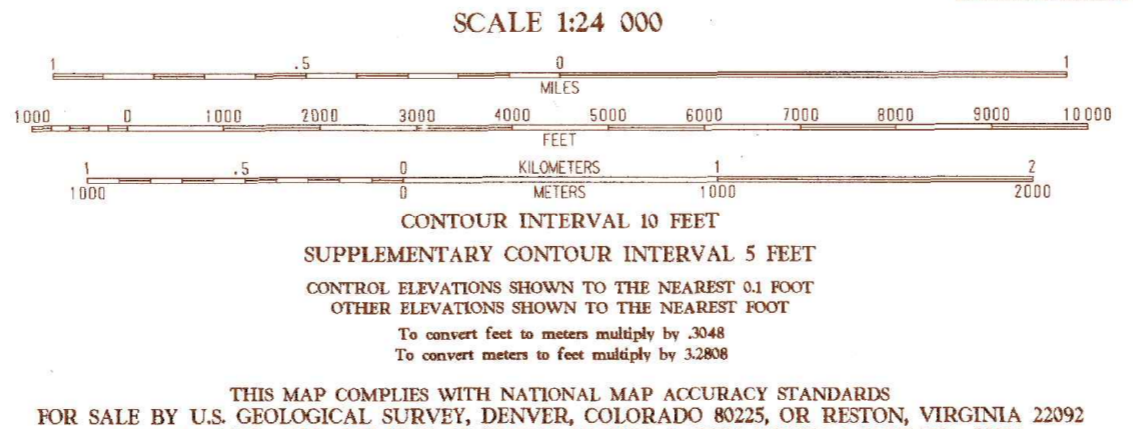 SCALE 1:24 000
1 .5 0 1
MILES
1000 0 1000 2000 3000 4000 5000 6000 7000 8000 9000 10 000
FEET
1 .5 0 KILOMETERS 1 2
1000 0 METERS 1000 2000
CONTOUR INTERVAL 10 FEET
SUPPLEMENTARY CONTOUR INTERVAL 5 FEET
CONTROL ELEVATIONS SHOWN TO THE NEAREST 0.1 FOOT
OTHER ELEVATIONS SHOWN TO THE NEAREST FOOT
To convert feet to meters multiply by .3048
To convert meters to feet multiply by 3.2808
THIS MAP COMPLIES WITH NATIONAL MAP ACCURACY STANDARDS
FOR SALE BY U.S. GEOLOGICAL SURVEY, DENVER, COLORADO 80225, OR RESTON, VIRGINIA 22092